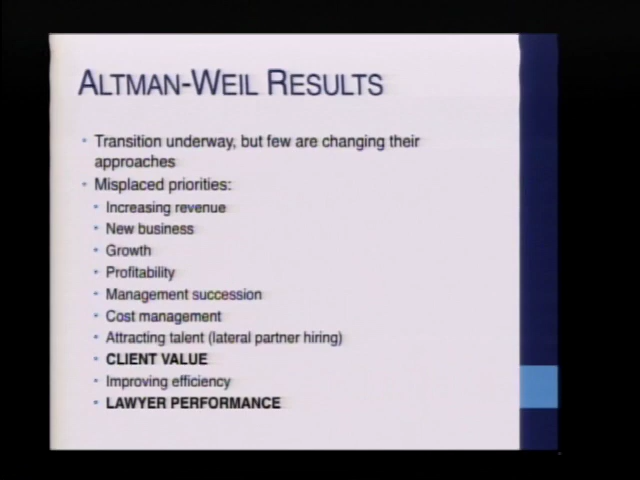 ALTMAN-WEIL RESULTS
Transition underway, but few are changing their
approaches
Misplaced priorities:
Increasing revenue
New business
Growth
Profitability
Management succession
Cost management
Attracting talent (lateral partner hiring)
CLIENT VALUE
Improving efficiency
LAWYER PERFORMANCE